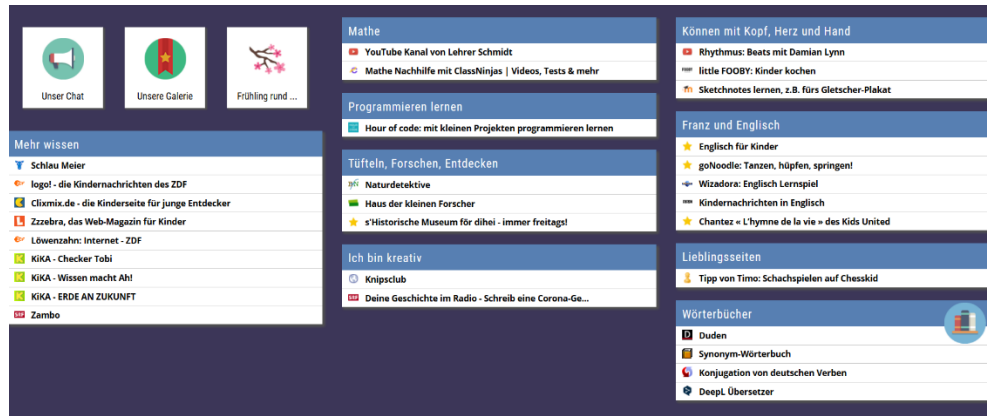 Unser Chat
Unsere Galerie
Frühling rund ...
Mehr wissen
Schlau Meier
logo! - die Kindernachrichten des ZDF
Clixmix.de - die Kinderseite für junge Entdecker
Zzzebra, das Web-Magazin für Kinder
Löwenzahn: Internet - ZDF
KiKA - Checker Tobi
KiKA - Wissen macht Ah!
KiKA - ERDE AN ZUKUNFT
Zambo
Mathe
YouTube Kanal von Lehrer Schmidt
Mathe Nachhilfe mit ClassNinjas | Videos, Tests & mehr
Programmieren lernen
Hour of code: mit kleinen Projekten programmieren lernen
Tüfteln, Forschen, Entdecken
Naturdetektive
Haus der kleinen Forscher
s'Historische Museum för dihei - immer freitags!
Ich bin kreativ
Knipsclub
Deine Geschichte im Radio - Schreib eine Corona-Ge...
Können mit Kopf, Herz und Hand
Rhythmus: Beats mit Damian Lynn
little FOOBY: Kinder kochen
Sketchnotes lernen, z.B. fürs Gletscher-Plakat
Franz und Englisch
Englisch für Kinder
goNoodle: Tanzen, hüpfen, springen!
Wizadora: Englisch Lernspiel
Kindernachrichten in Englisch
Chantez « L'hymne de la vie » des Kids United
Lieblingsseiten
Tipp von Timo: Schachspielen auf Chesskid
Wörterbücher
Duden
Synonym-Wörterbuch
Konjugation von deutschen Verben
DeepL Übersetzer